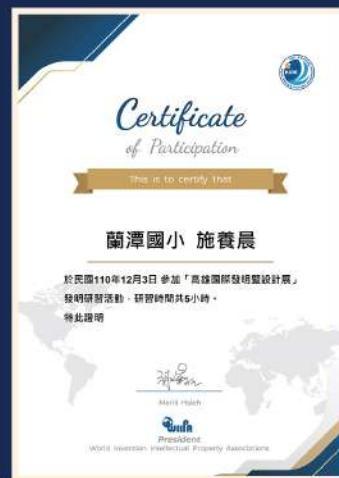 Certificate
of Participation
This is to certify that
蘭潭國小 施養晨
於民國110年12月3日 參加「高雄國際發明暨設計展」
發明研習活動，研習時間共5小時。
特此證明
WIIPA
President
World Invention Intellectual Property Associations